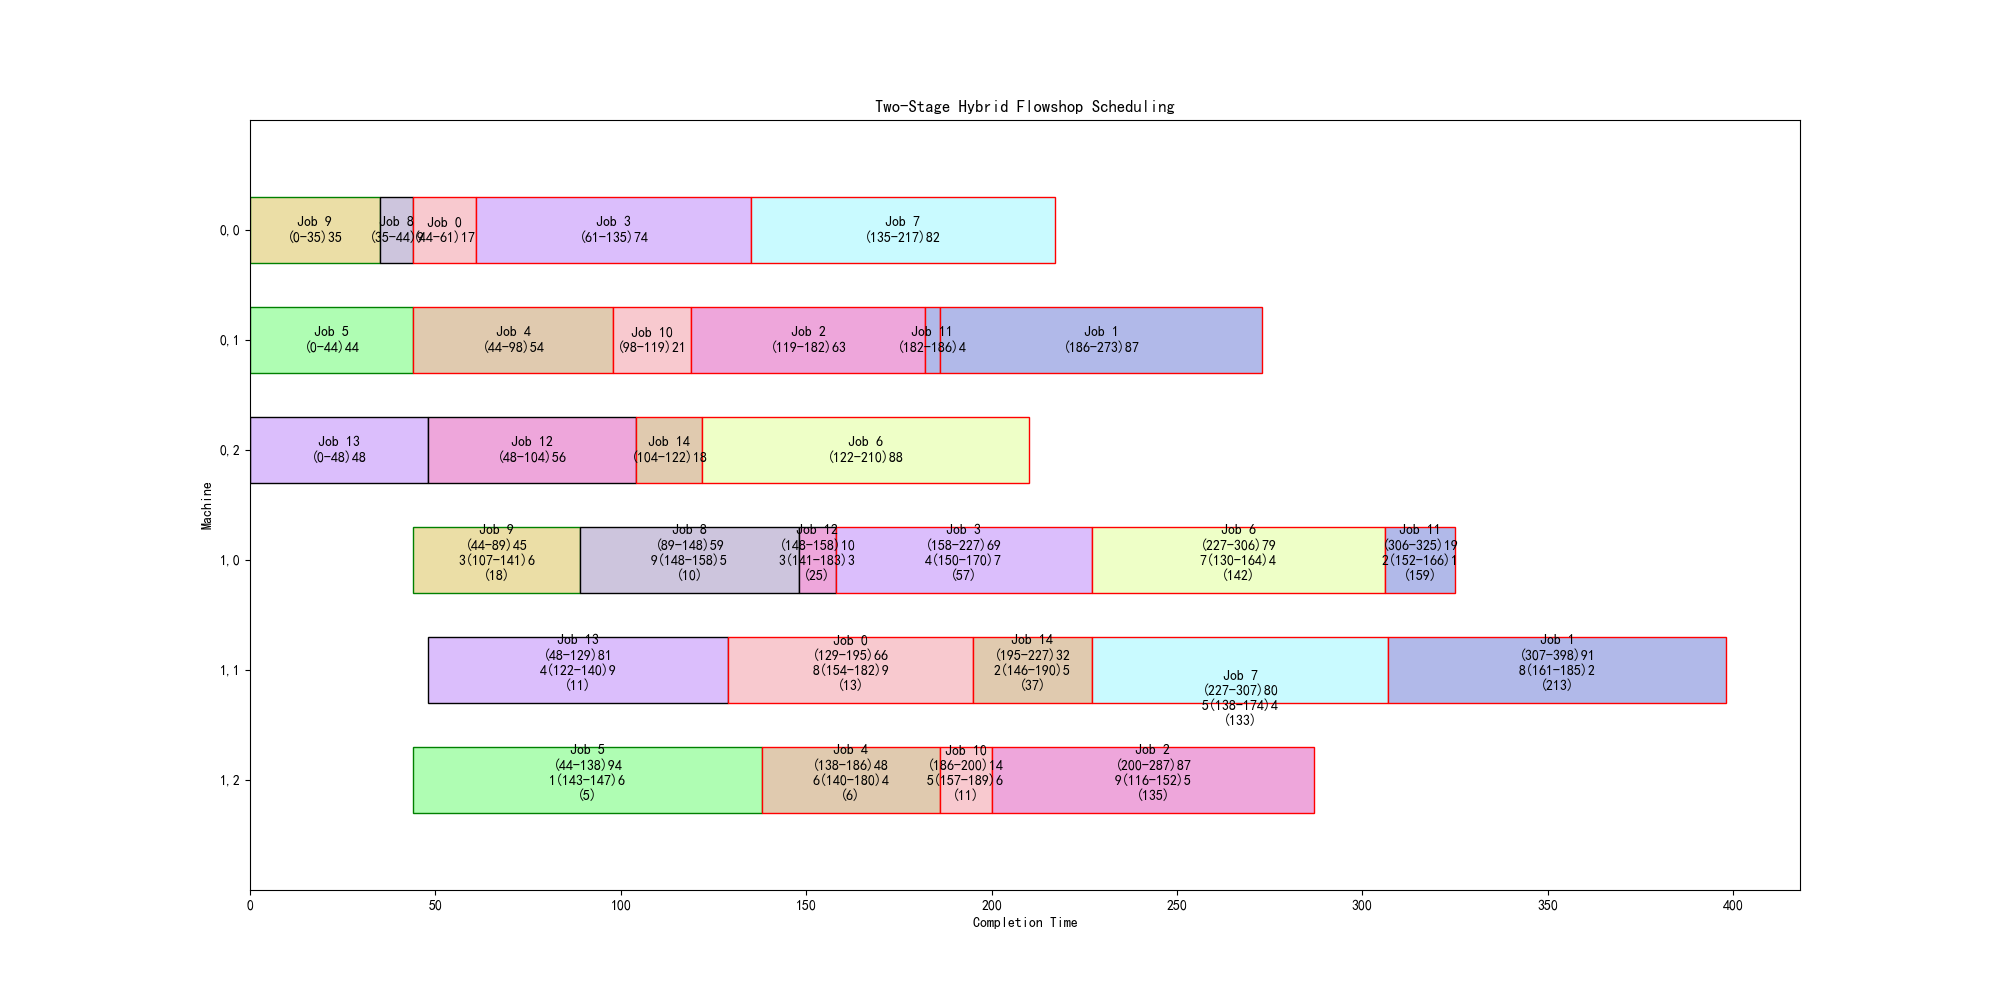 Two-Stage Hybrid Flowshop Scheduling
Machine
0,0
Job 9
(0-35)35
Job 8
(35-44)9
Job 0
(44-61)17
Job 3
(61-135)74
Job 7
(135-217)82
0,1
Job 5
(0-44)44
Job 4
(44-98)54
Job 10
(98-119)21
Job 2
(119-182)63
Job 11
(182-186)4
Job 1
(186-273)87
0,2
Job 13
(0-48)48
Job 12
(48-104)56
Job 14
(104-122)18
Job 6
(122-210)88
1,0
Job 9
(44-89)45
3(107-141)6
(18)
Job 8
(89-148)59
9(148-158)5
(10)
Job 12
(148-158)10
3(141-183)3
(25)
Job 3
(158-227)69
4(150-170)7
(57)
Job 6
(227-306)79
7(130-164)4
(142)
Job 11
(306-325)19
2(152-166)1
(159)
1,1
Job 13
(48-129)81
4(122-140)9
(11)
Job 0
(129-195)66
8(154-182)9
(13)
Job 14
(195-227)32
2(146-190)5
(37)
Job 7
(227-307)80
5(138-174)4
(133)
Job 1
(307-398)91
8(161-185)2
(213)
1,2
Job 5
(44-138)94
1(143-147)6
(5)
Job 4
(138-186)48
6(140-180)4
(6)
Job 10
(186-200)14
5(157-189)6
(11)
Job 2
(200-287)87
9(116-152)5
(135)
0
50
100
150
200
250
300
350
400
Completion Time